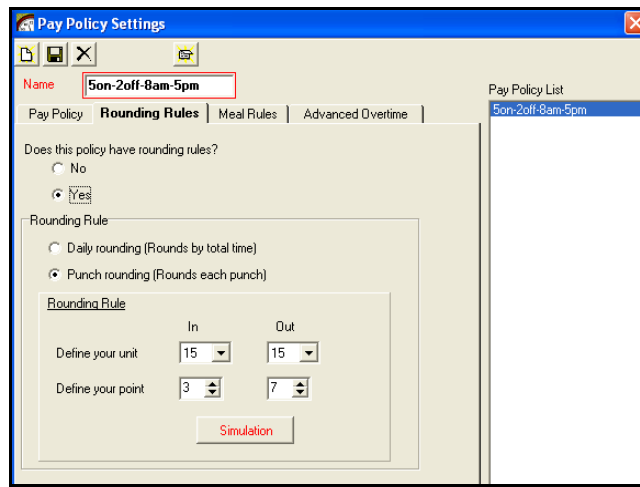 Pay Policy Settings
Name 5on-2off-8am-5pm
Pay Policy List
5on-2off-8am-5pm
Pay Policy Rounding Rules Meal Rules Advanced Overtime
Does this policy have rounding rules?
No
Yes
Rounding Rule
Daily rounding (Rounds by total time)
Punch rounding (Rounds each punch)
Rounding Rule
In Out
Define your unit 15 15
Define your point 3 7
Simulation